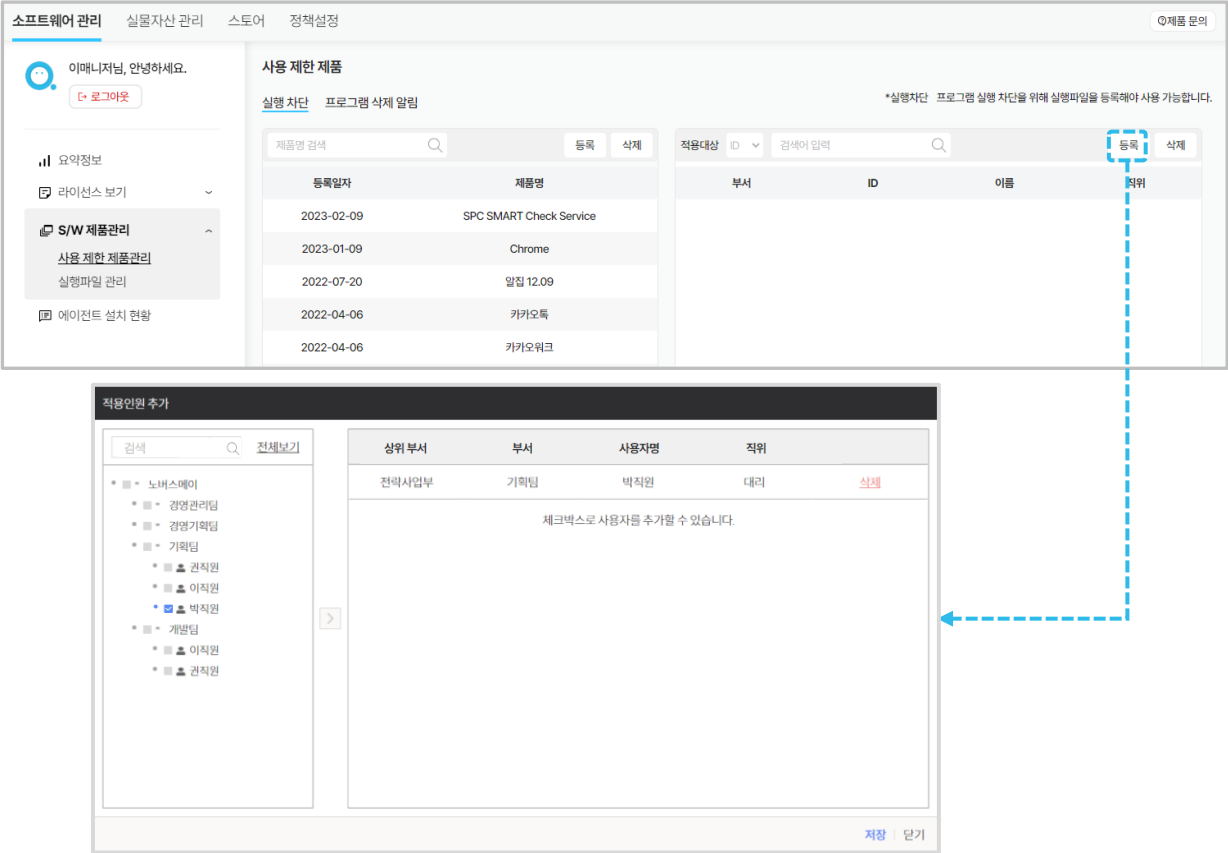 소프트웨어 관리 실물자산 관리 스토어 정책설정 제품 문의
이매니저님, 안녕하세요.
로그아웃
요약정보
라이선스 보기
S/W 제품관리
사용 제한 제품관리
실행파일 관리
에이전트 설치 현황
사용 제한 제품
실행 차단 프로그램 삭제 알림
*실행차단 프로그램 실행 차단을 위해 실행파일을 등록해야 사용 가능합니다.
제품명 검색 등록 삭제
등록일자 제품명
2023-02-09 SPC SMART Check Service
2023-01-09 Chrome
2022-07-20 알집 12.09
2022-04-06 카카오톡
2022-04-06 카카오워크
적용대상 ID 검색어 입력 등록 삭제
부서 ID 이름 직위
적용인원 추가
검색 전체보기
노버스메이
경영관리팀
경영기획팀
기획팀
권직원
이직원
박직원
개발팀
이직원
권직원
상위 부서 부서 사용자명 직위
전략사업부 기획팀 박직원 대리 삭제
체크박스로 사용자를 추가할 수 있습니다.
저장 닫기